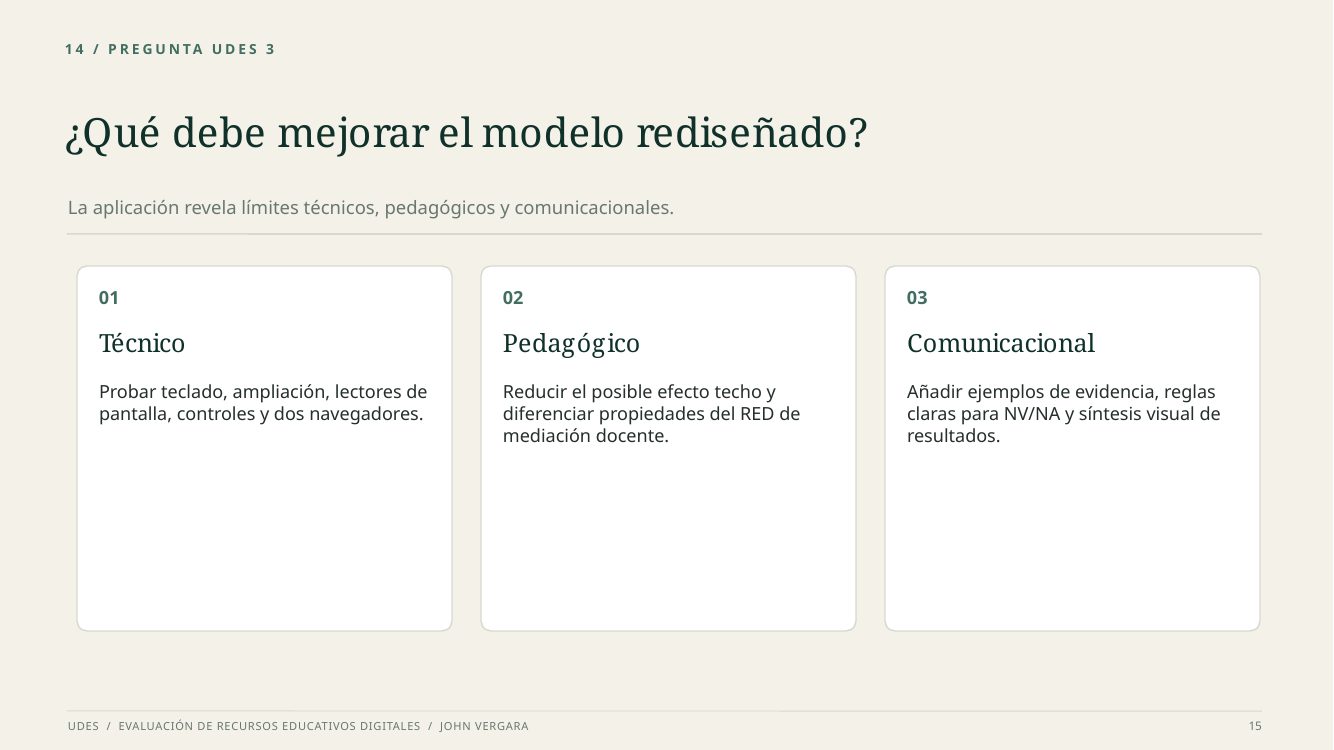 14 / PREGUNTA UDES 3
¿Qué debe mejorar el modelo rediseñado?
La aplicación revela límites técnicos, pedagógicos y comunicacionales.
01
Técnico
Probar teclado, ampliación, lectores de
pantalla, controles y dos navegadores.
02
Pedagógico
Reducir el posible efecto techo y
diferenciar propiedades del RED de
mediación docente.
03
Comunicacional
Añadir ejemplos de evidencia, reglas
claras para NV/NA y síntesis visual de
resultados.
UDES / EVALUACIÓN DE RECURSOS EDUCATIVOS DIGITALES / JOHN VERGARA
15